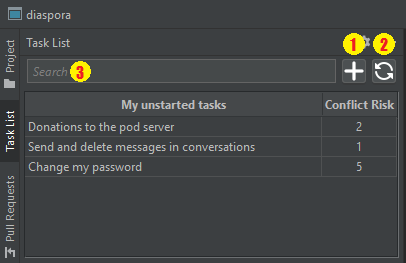 diaspora
Task List
1 2
Search 3
My unstarted tasks Conflict Risk
Donations to the pod server 2
Send and delete messages in conversations 1
Change my password 5
Project
Task List
Pull Requests